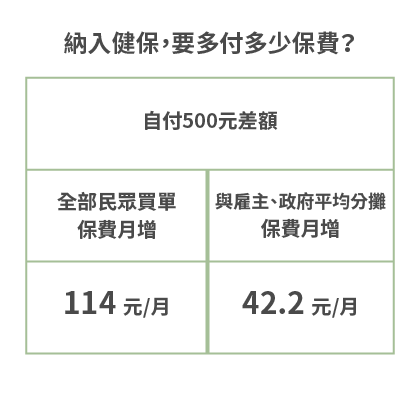 納入健保，要多付多少保費？
自付500元差額
全部民眾買單
保費月增
與雇主、政府平均分攤
保費月增
114 元/月
42.2 元/月